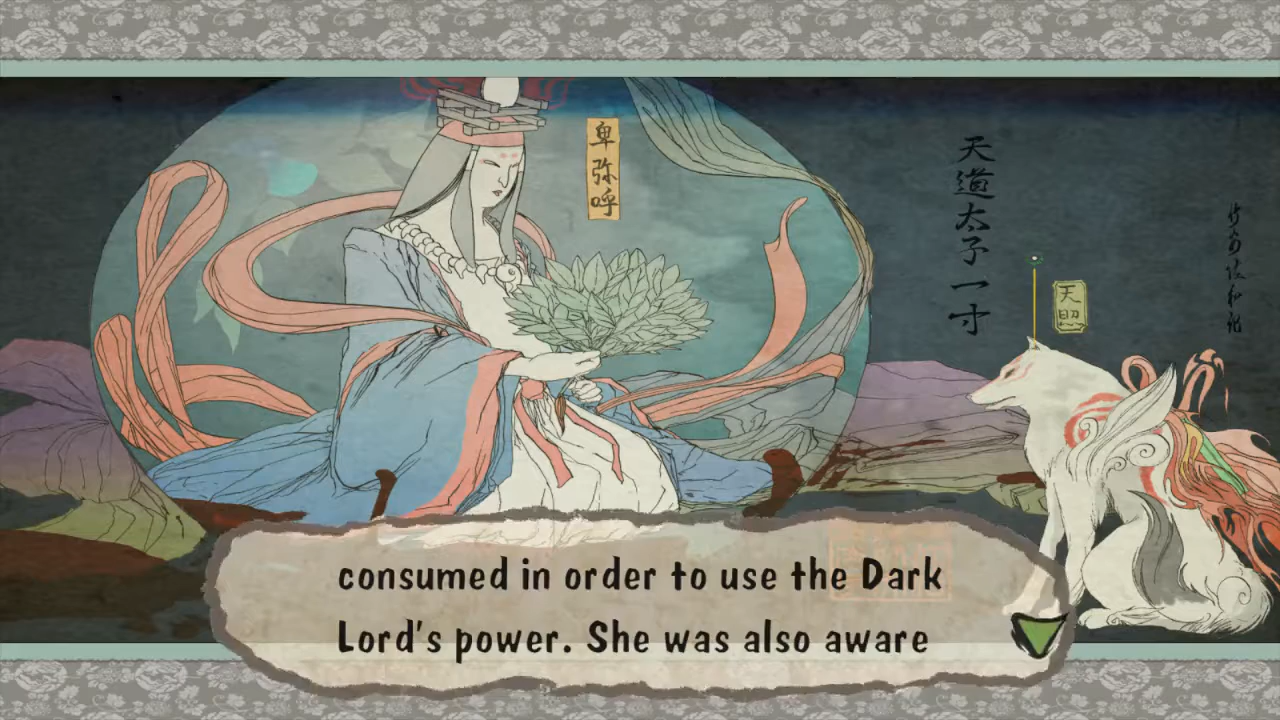 卑弥呼
天道太子一寸
天照
consumed in order to use the Dark
Lord's power. She was also aware